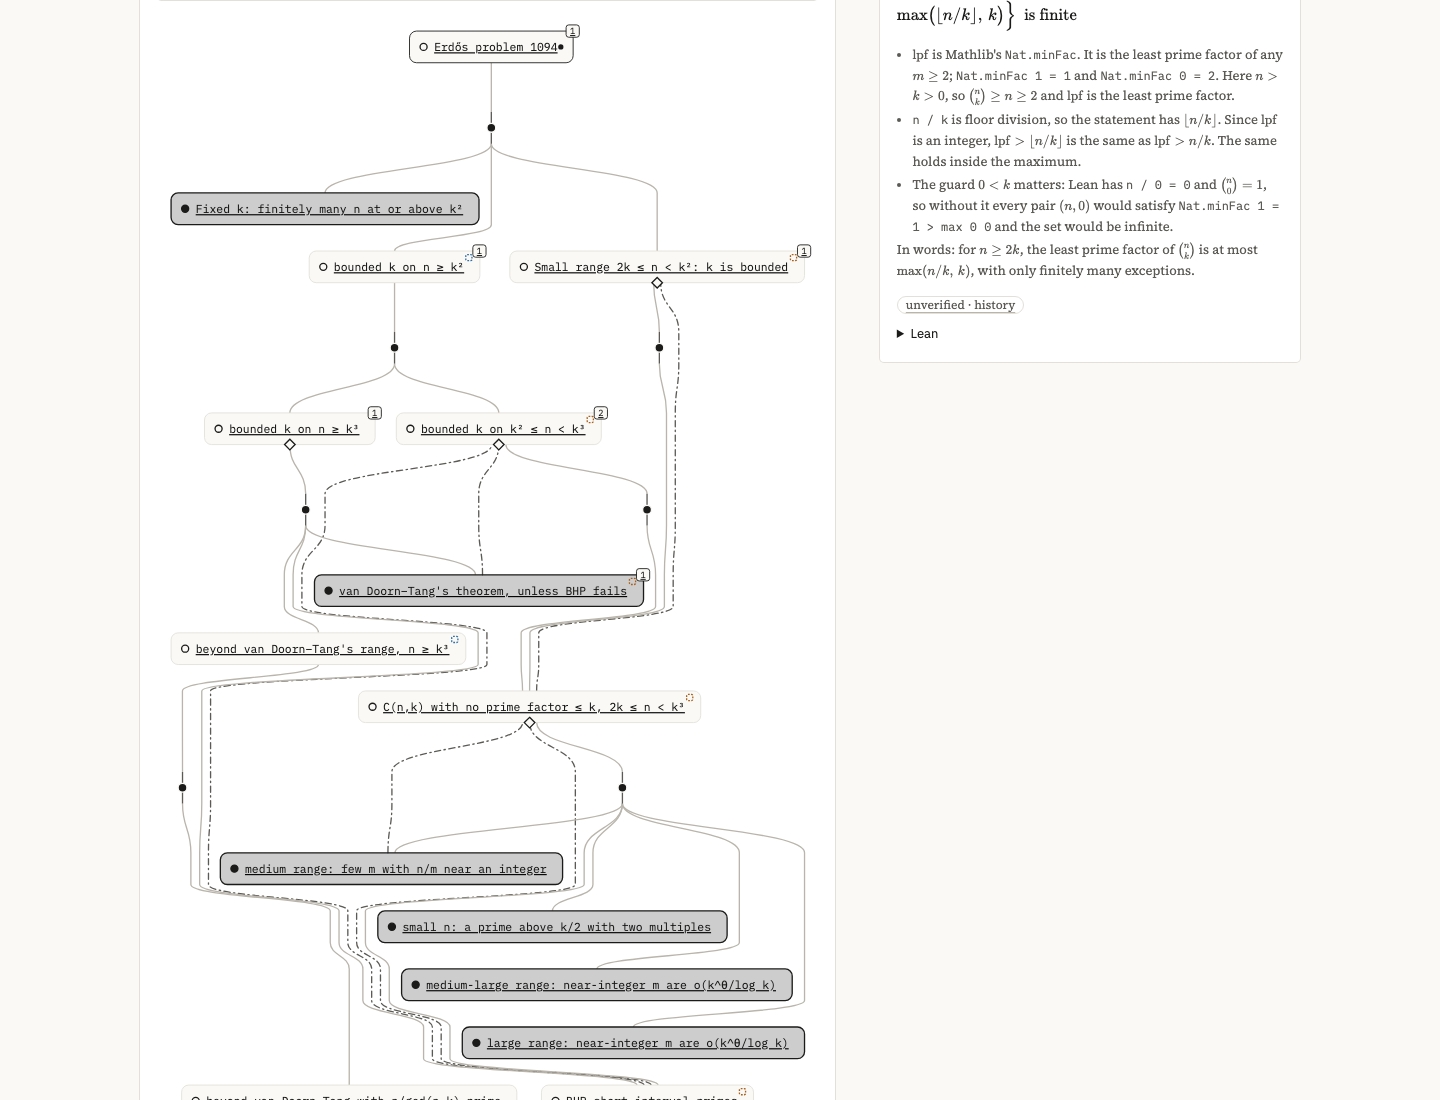 Erdős problem 1094
1
Fixed k: finitely many n at or above k²
bounded k on n ≥ k²
1
Small range 2k ≤ n < k²: k is bounded
1
bounded k on n ≥ k³
1
bounded k on k² ≤ n < k³
2
van Doorn–Tang's theorem, unless BHP fails
1
beyond van Doorn–Tang's range, n ≥ k³
C(n,k) with no prime factor ≤ k, 2k ≤ n < k³
medium range: few m with n/m near an integer
small n: a prime above k/2 with two multiples
medium-large range: near-integer m are o(k^θ/log k)
large range: near-integer m are o(k^θ/log k)
max(⌊n/k⌋, k)} is finite
• lpf is Mathlib's Nat.minFac. It is the least prime factor of any
m ≥ 2; Nat.minFac 1 = 1 and Nat.minFac 0 = 2. Here n >
k > 0, so (n k) ≥ n ≥ 2 and lpf is the least prime factor.
• n / k is floor division, so the statement has ⌊n/k⌋. Since lpf
is an integer, lpf > ⌊n/k⌋ is the same as lpf > n/k. The same
holds inside the maximum.
• The guard 0 < k matters: Lean has n / 0 = 0 and (n 0) = 1,
so without it every pair (n, 0) would satisfy Nat.minFac 1 =
1 > max 0 0 and the set would be infinite.
In words: for n ≥ 2k, the least prime factor of (n k) is at most
max(n/k, k), with only finitely many exceptions.
unverified · history
▶ Lean